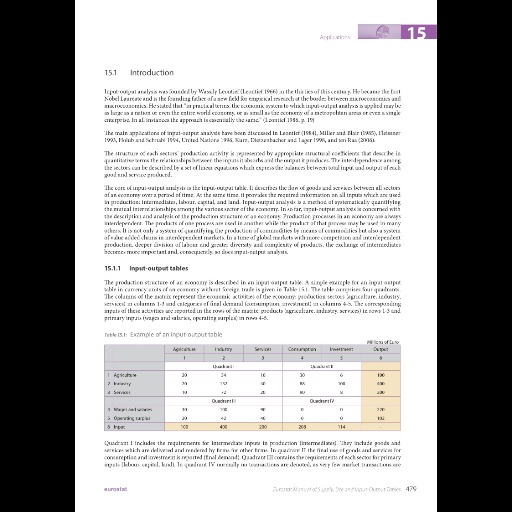 Applications
15
15.1 Introduction
Input-output analysis was founded by Wassily Leontief (Leontief 1966) in the thirties of this century. He became the first
Nobel Laureate and is the founding father of a new field for empirical research at the border between microeconomics and
macroeconomics. He stated that "in practical terms, the economic system to which input-output analysis is applied may be
as large as a nation or even the entire world economy, or as small as the economy of a metropolitan area or even a single
enterprise. In all instances the approach is essentially the same." (Leontief 1986, p. 19)
The main applications of input-output analysis have been discussed in Leontief (1984), Miller and Blair (1985), Fleissner
1993, Holub and Schnabl 1994, United Nations 1996, Kurz, Dietzenbacher and Lager 1998, and ten Raa (2006).
The structure of each sectors' production activity is represented by appropriate structural coefficients that describe in
quantitative terms the relationships between the inputs it absorbs and the output it produces. The interdependence among
the sectors can be described by a set of linear equations which express the balances between total input and output of each
good and service produced.
The core of input-output analysis is the input-output table. It describes the flow of goods and services between all sectors
of an economy over a period of time. At the same time, it provides the required information on all inputs which are used
in production: intermediates, labour, capital, and land. Input-output analysis is a method of systematically quantifying
the mutual interrelationships among the various sectors of the economy. In so far, input-output analysis is concerned with
the description and analysis of the production structure of an economy. Production processes in an economy are always
interdependent. The products of one process are used in another while the product of that process may be used in many
others. It is not only a system of quantifying the production of commodities by means of commodities but also a system
of value added chains in interdependent markets. In a time of global markets with more competition and interdependent
production, deeper division of labour and greater diversity and complexity of products, the exchange of intermediates
becomes more important and, consequently, so does input-output analysis.
15.1.1 Input-output tables
The production structure of an economy is described in an input-output table. A simple example for an input-output
table in currency units of an economy without foreign trade is given in Table 15.1. The table comprises four quadrants.
The columns of the matrix represent the economic activities of the economy: production sectors (agriculture, industry,
services) in columns 1-3 and categories of final demand (consumption, investment) in columns 4-5. The corresponding
inputs of these activities are reported in the rows of the matrix: products (agriculture, industry, services) in rows 1-3 and
primary inputs (wages and salaries, operating surplus) in rows 4-5.
Table 15.1: Example of an input-output table
Millions of Euro
Agriculture Industry Services Consumption Investment Output
1 2 3 4 5 6
Quadrant I Quadrant II
1 Agriculture 20 34 10 30 6 100
2 Industry 20 152 40 88 100 400
3 Services 10 72 20 90 8 200
Quadrant III Quadrant IV
4 Wages and salaries 30 100 90 0 0 220
5 Operating surplus 20 42 40 0 0 102
6 Input 100 400 200 208 114
Quadrant I includes the requirements for intermediate inputs in production (intermediates). They include goods and
services which are delivered and rendered by firms for other firms. In quadrant II the final use of goods and services for
consumption and investment is reported (final demand). Quadrant III contains the requirements of each sector for primary
inputs (labour, capital, land). In quadrant IV normally no transactions are denoted, as very few market transactions are
eurostat Eurostat Manual of Supply, Use and Input-Output Tables 479